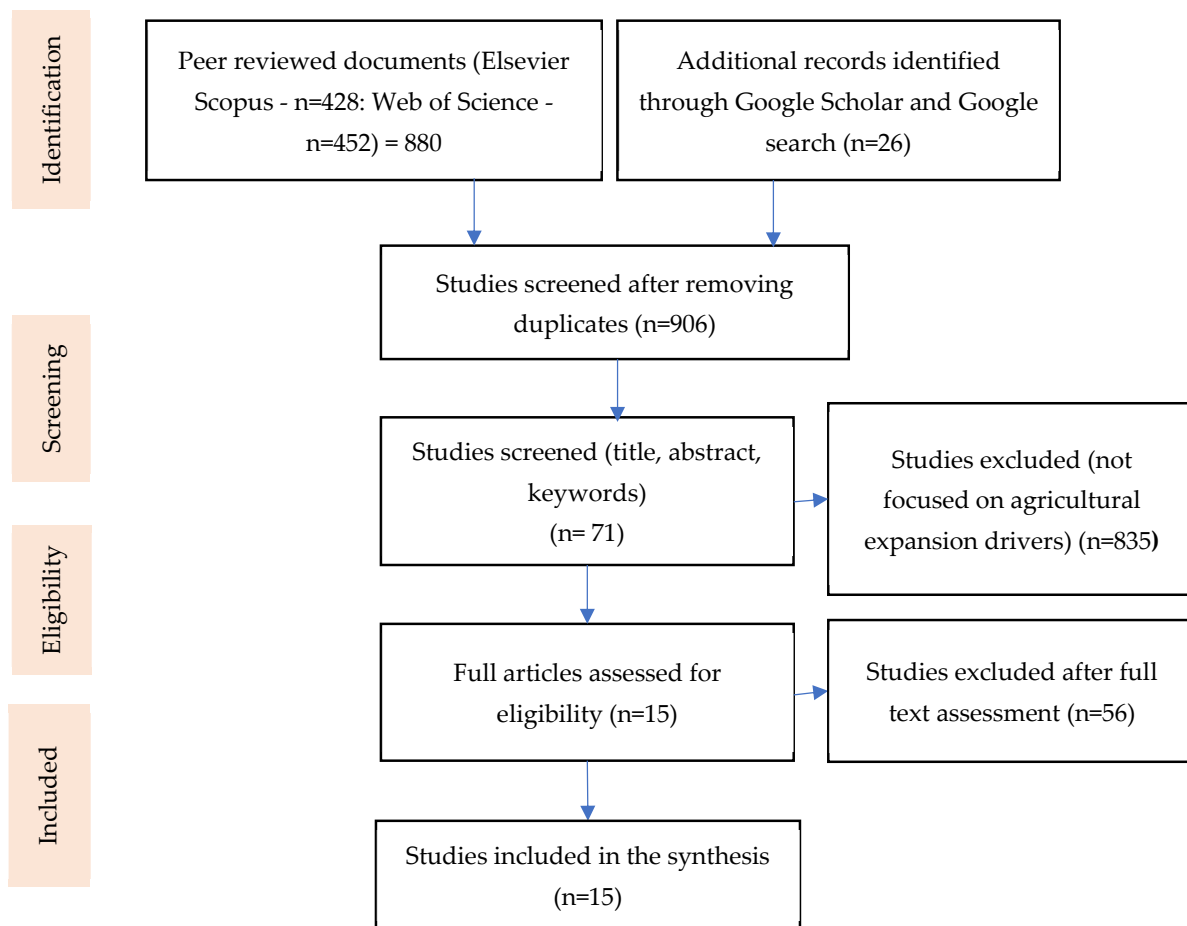 Identification
Peer reviewed documents (Elsevier
Scopus - n=428: Web of Science -
n=452) = 880
Additional records identified
through Google Scholar and Google
search (n=26)
Studies screened after removing
duplicates (n=906)
Screening
Studies screened (title, abstract,
keywords)
(n= 71)
Studies excluded (not
focused on agricultural
expansion drivers) (n=835)
Eligibility
Full articles assessed for
eligibility (n=15)
Studies excluded after full
text assessment (n=56)
Included
Studies included in the synthesis
(n=15)